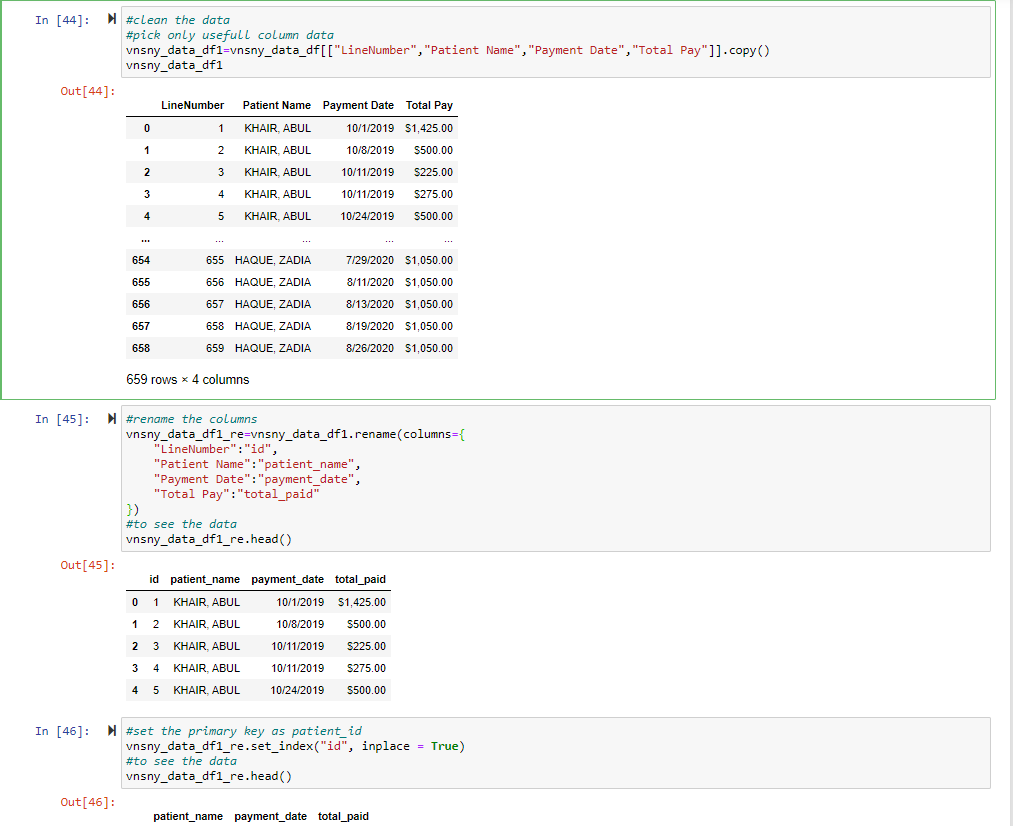 In [44]:
#clean the data
#pick only usefull column data
vnsny_data_df1=vnsny_data_df[["LineNumber","Patient Name","Payment Date","Total Pay"]].copy()
vnsny_data_df1
Out[44]:
LineNumber Patient Name Payment Date Total Pay
0 1 KHAIR, ABUL 10/1/2019 $1,425.00
1 2 KHAIR, ABUL 10/8/2019 $500.00
2 3 KHAIR, ABUL 10/11/2019 $225.00
3 4 KHAIR, ABUL 10/11/2019 $275.00
4 5 KHAIR, ABUL 10/24/2019 $500.00
... ... ... ... ...
654 655 HAQUE, ZADIA 7/29/2020 $1,050.00
655 656 HAQUE, ZADIA 8/11/2020 $1,050.00
656 657 HAQUE, ZADIA 8/13/2020 $1,050.00
657 658 HAQUE, ZADIA 8/19/2020 $1,050.00
658 659 HAQUE, ZADIA 8/26/2020 $1,050.00
659 rows × 4 columns
In [45]:
#rename the columns
vnsny_data_df1_re=vnsny_data_df1.rename(columns={
"LineNumber":"id",
"Patient Name":"patient_name",
"Payment Date":"payment_date",
"Total Pay":"total_paid"
})
#to see the data
vnsny_data_df1_re.head()
Out[45]:
id patient_name payment_date total_paid
0 1 KHAIR, ABUL 10/1/2019 $1,425.00
1 2 KHAIR, ABUL 10/8/2019 $500.00
2 3 KHAIR, ABUL 10/11/2019 $225.00
3 4 KHAIR, ABUL 10/11/2019 $275.00
4 5 KHAIR, ABUL 10/24/2019 $500.00
In [46]:
#set the primary key as patient_id
vnsny_data_df1_re.set_index("id", inplace = True)
#to see the data
vnsny_data_df1_re.head()
Out[46]:
patient_name payment_date total_paid